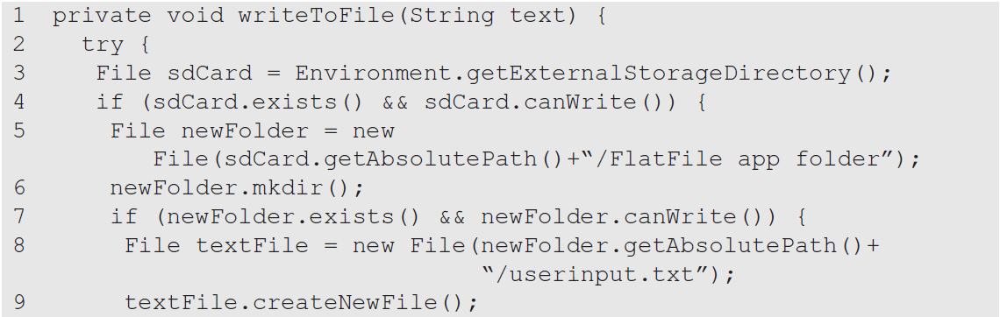 1 private void writeToFile(String text) {
2 try {
3 File sdCard = Environment.getExternalStorageDirectory();
4 if (sdCard.exists() && sdCard.canWrite()) {
5 File newFolder = new
File(sdCard.getAbsolutePath()+“/FlatFile app folder”);
6 newFolder.mkdir();
7 if (newFolder.exists() && newFolder.canWrite()) {
8 File textFile = new File(newFolder.getAbsolutePath()+
“/userinput.txt”);
9 textFile.createNewFile();